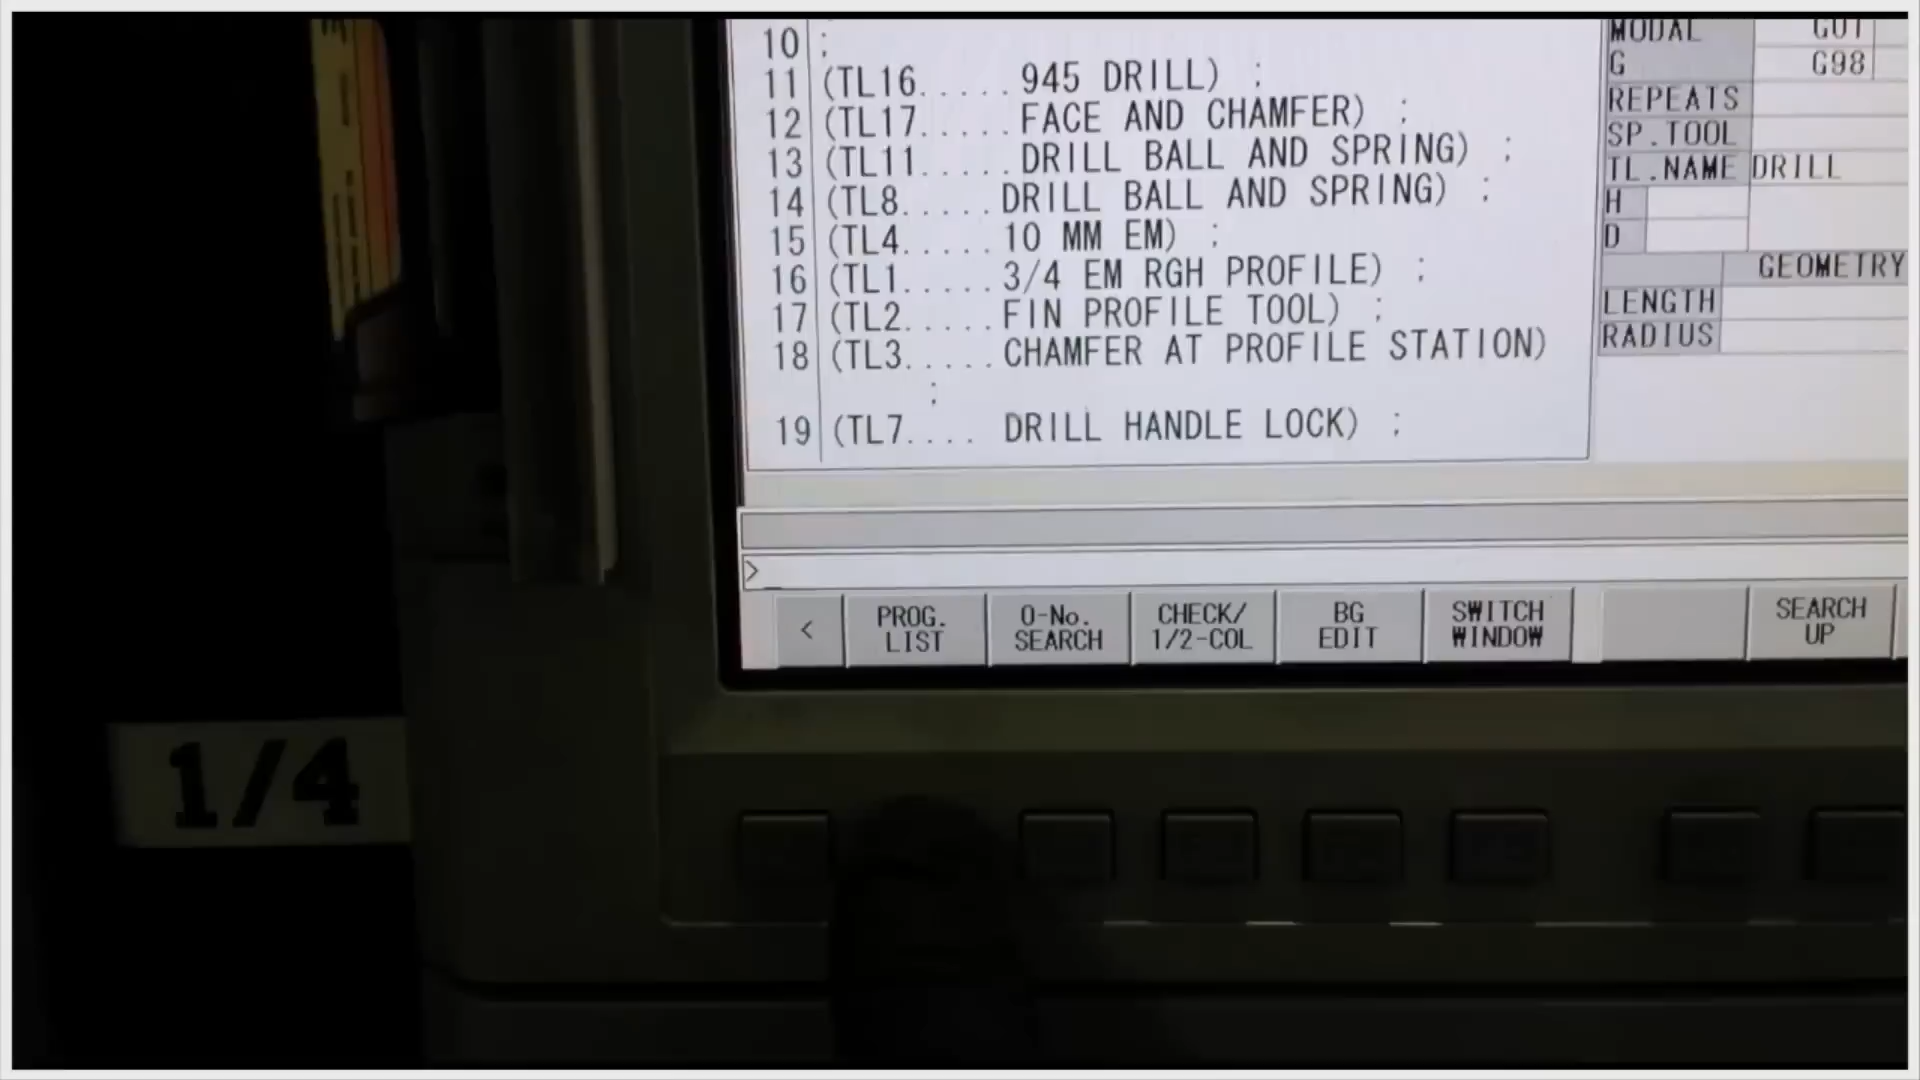 10 ;
11 (TL16..... 945 DRILL) ;
12 (TL17..... FACE AND CHAMFER) ;
13 (TL11..... DRILL BALL AND SPRING) ;
14 (TL8..... DRILL BALL AND SPRING) ;
15 (TL4..... 10 MM EM) ;
16 (TL1..... 3/4 EM RGH PROFILE) ;
17 (TL2..... FIN PROFILE TOOL) ;
18 (TL3..... CHAMFER AT PROFILE STATION)
;
19 (TL7.... DRILL HANDLE LOCK) ;
MODAL G01
G G98
REPEATS
SP.TOOL
TL.NAME DRILL
H
D
GEOMETRY
LENGTH
RADIUS
>_
<
PROG. LIST
O-No. SEARCH
CHECK/ 1/2-COL
BG EDIT
SWITCH WINDOW
SEARCH UP
1/4